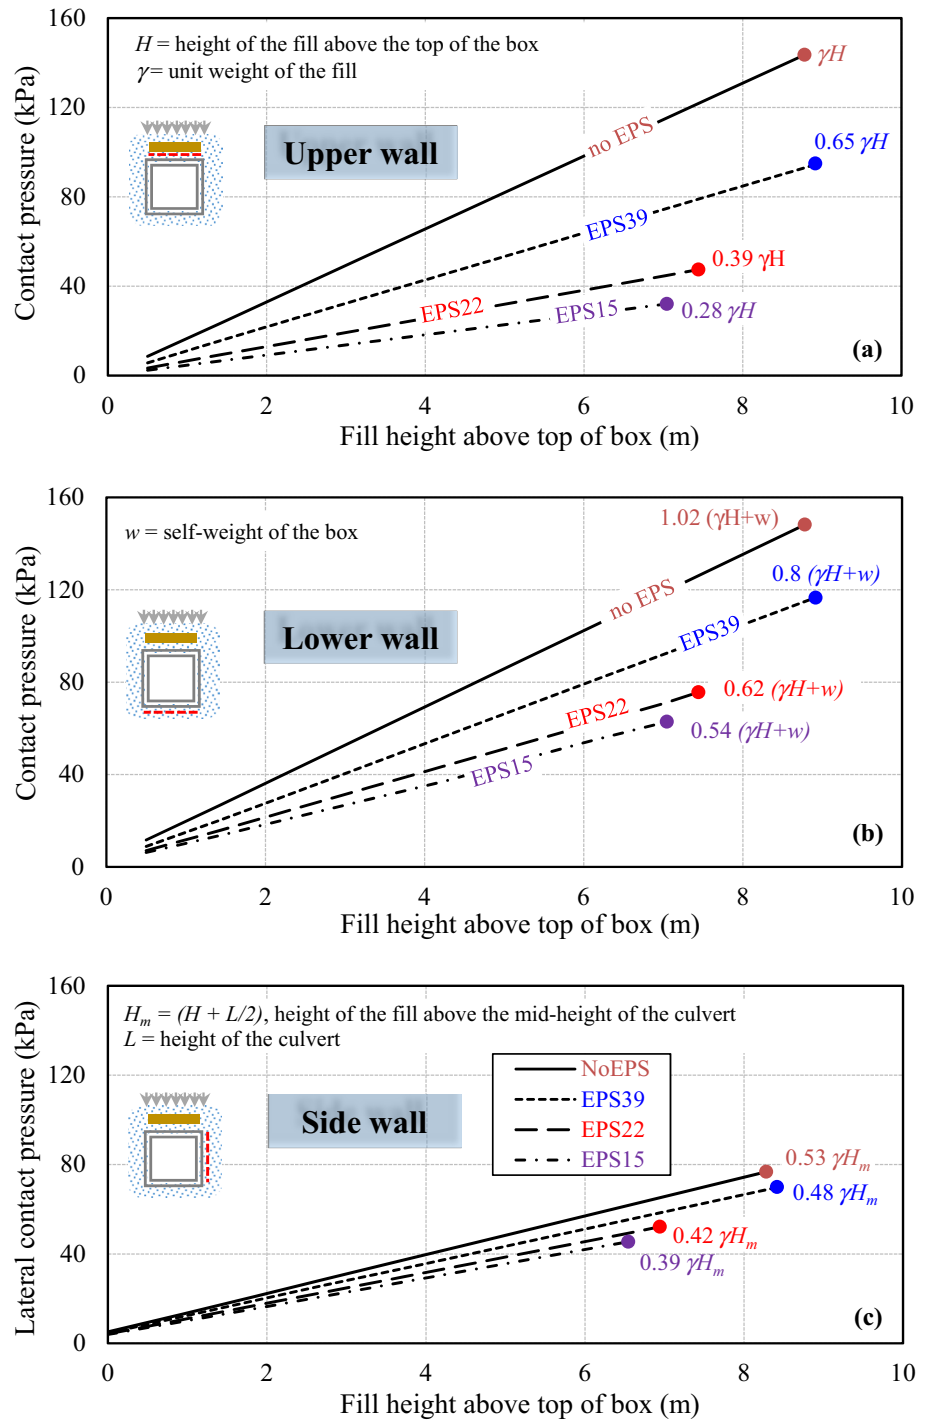 160
120
80
40
0
Contact pressure (kPa)
H = height of the fill above the top of the box
γ = unit weight of the fill
Upper wall
no EPS
γH
EPS39
0.65 γH
EPS22
0.39 γH
EPS15
0.28 γH
(a)
0 2 4 6 8 10
Fill height above top of box (m)
160
120
80
40
0
Contact pressure (kPa)
w = self-weight of the box
Lower wall
no EPS
1.02 (γH+w)
EPS39
0.8 (γH+w)
EPS22
0.62 (γH+w)
EPS15
0.54 (γH+w)
(b)
0 2 4 6 8 10
Fill height above top of box (m)
160
120
80
40
0
Lateral contact pressure (kPa)
Hm = (H + L/2), height of the fill above the mid-height of the culvert
L = height of the culvert
Side wall
NoEPS
EPS39
EPS22
EPS15
0.53 γHm
0.48 γHm
0.42 γHm
0.39 γHm
(c)
0 2 4 6 8 10
Fill height above top of box (m)